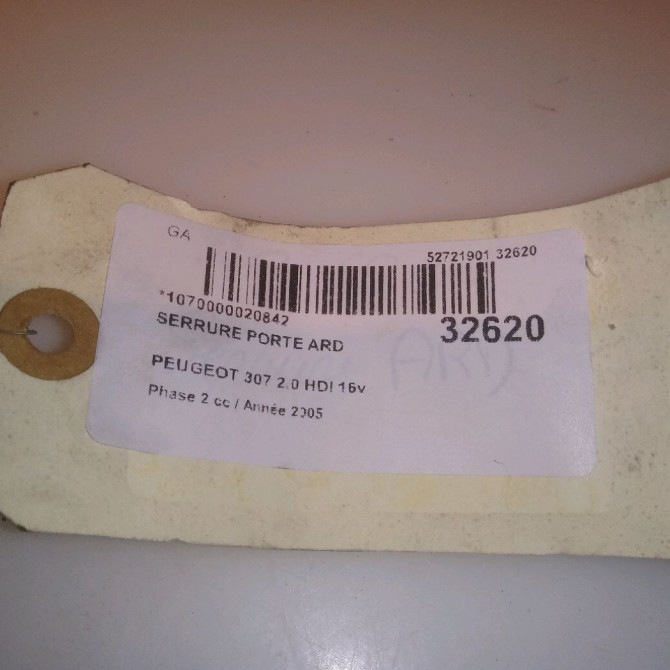 GA
52721901 32620
*1070000020842
32620
SERRURE PORTE ARD
PEUGEOT 307 2.0 HDI 16v
Phase 2 cc / Année 2005